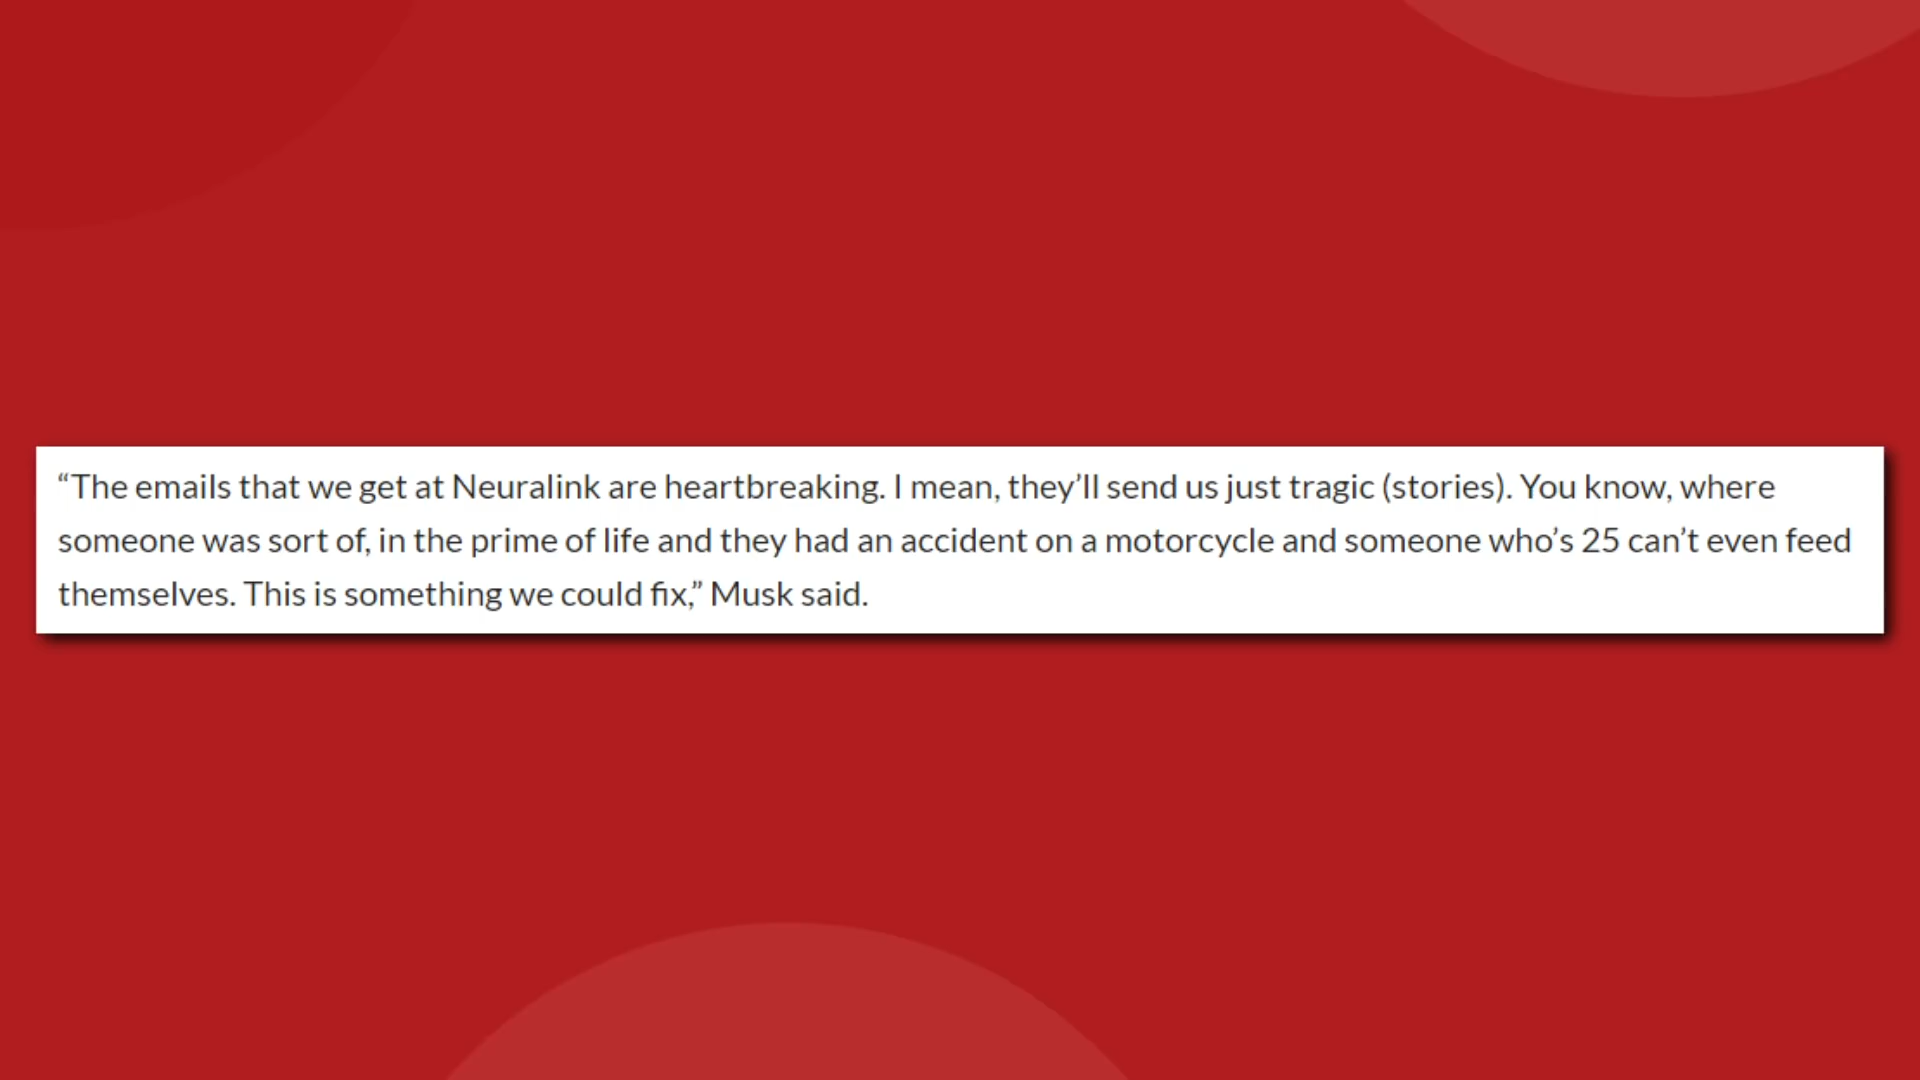 “The emails that we get at Neuralink are heartbreaking. I mean, they’ll send us just tragic (stories). You know, where
someone was sort of, in the prime of life and they had an accident on a motorcycle and someone who’s 25 can’t even feed
themselves. This is something we could fix,” Musk said.